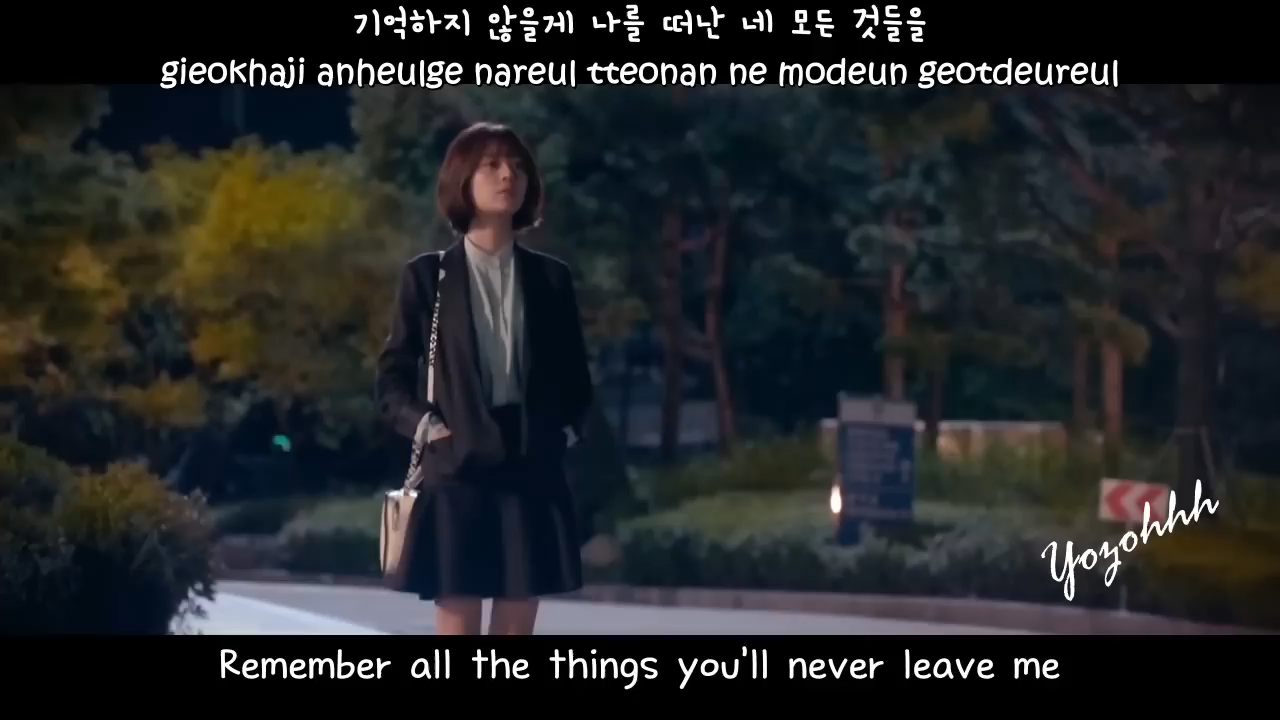 기억하지 않을게 나를 떠난 네 모든 것들을
gieokhaji anheulge nareul tteonan ne modeun geotdeureul
Yozohhh
Remember all the things you'll never leave me